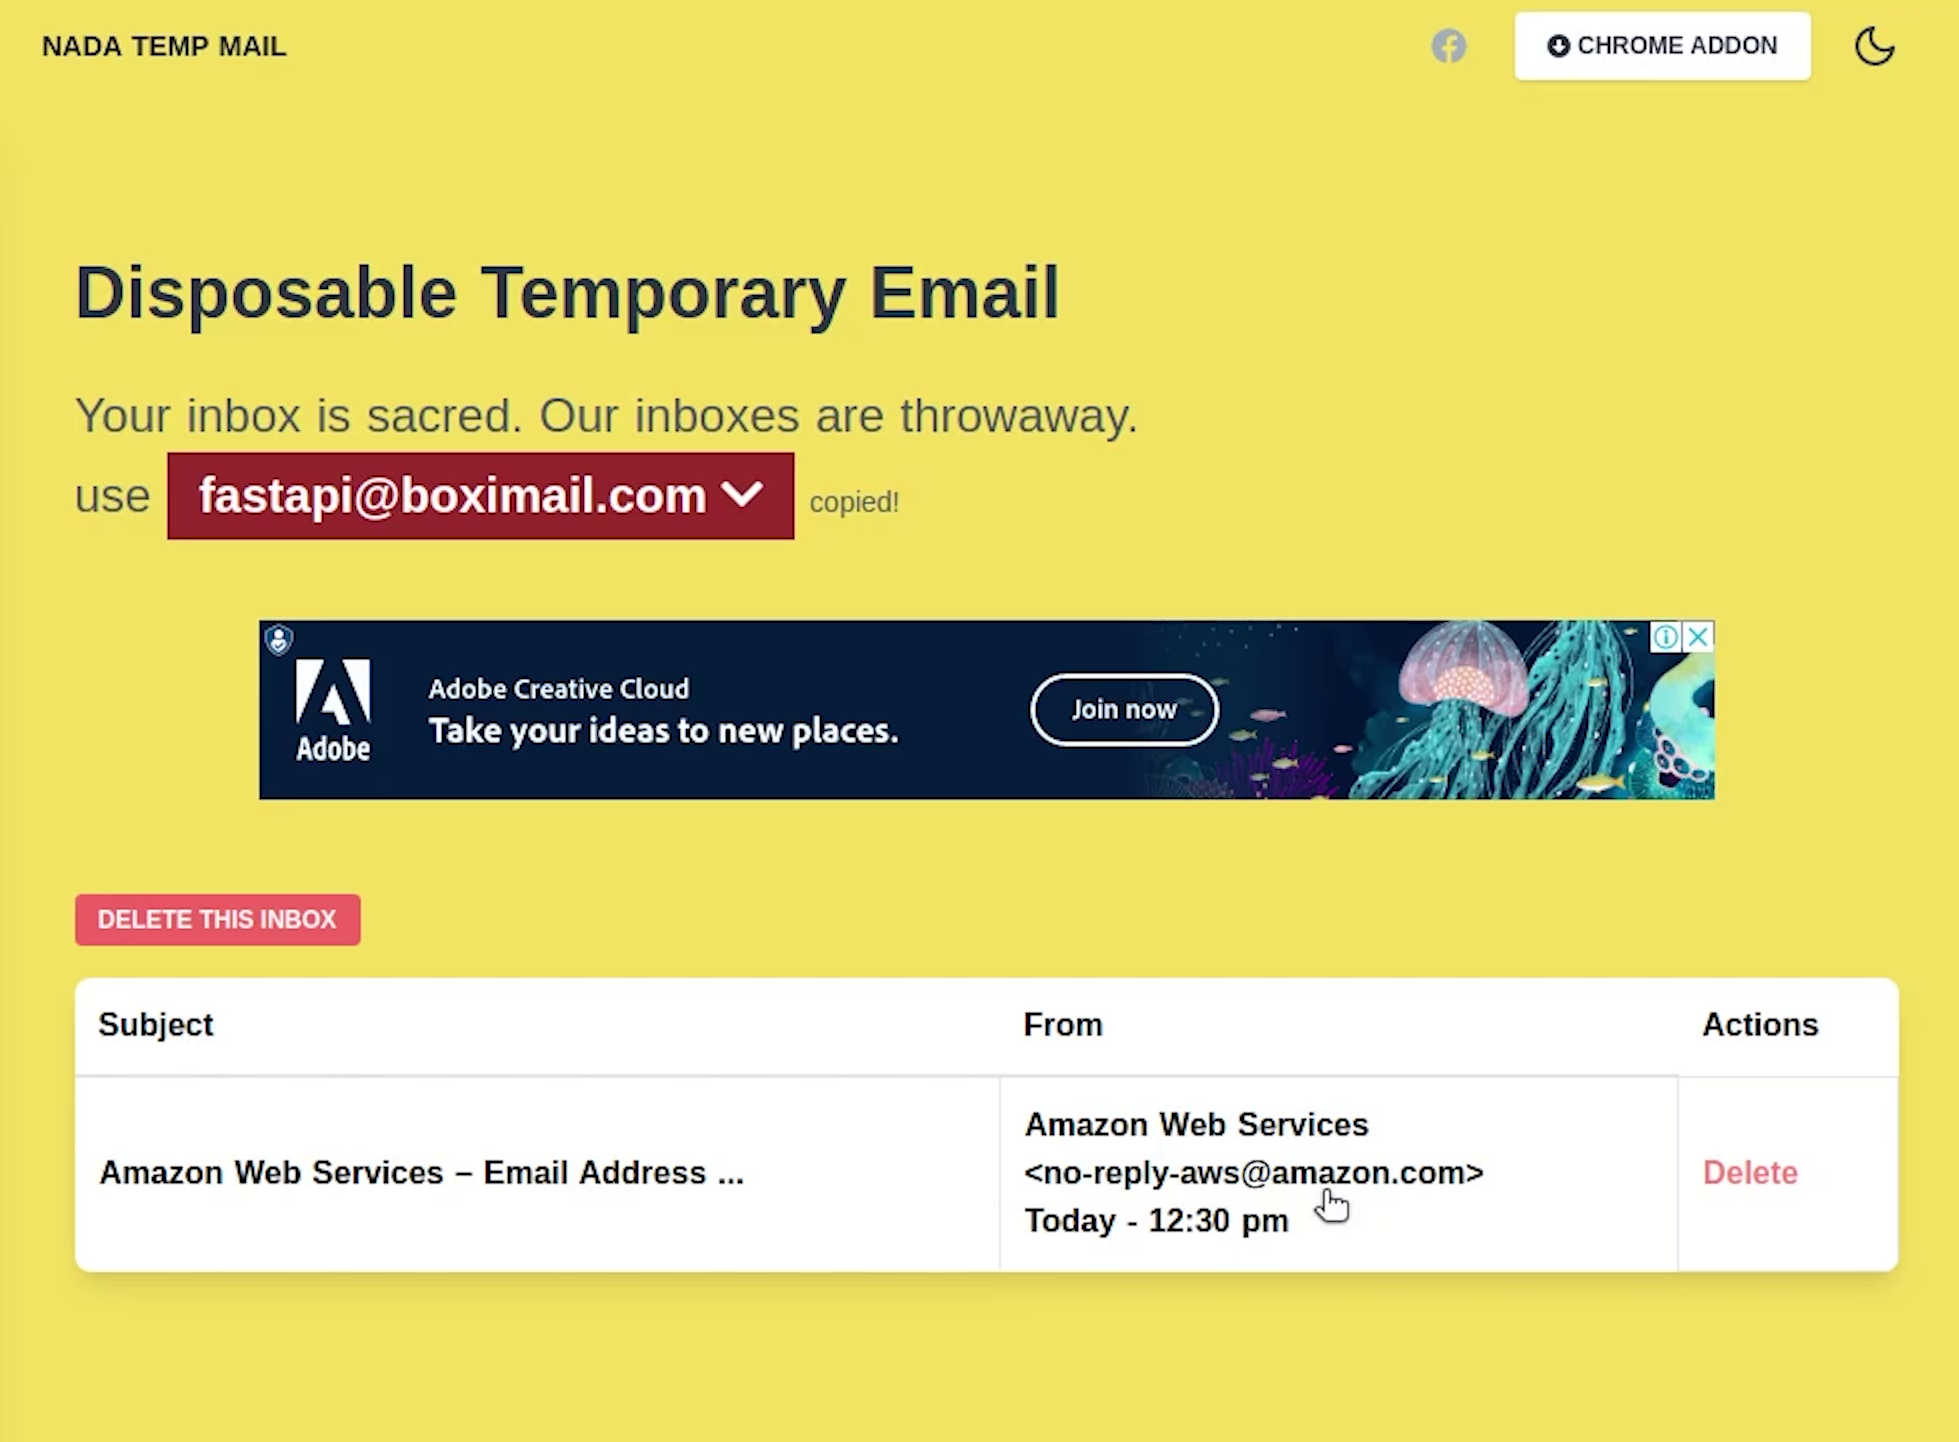 NADA TEMP MAIL
CHROME ADDON
Disposable Temporary Email
Your inbox is sacred. Our inboxes are throwaway.
use fastapi@boximail.com copied!
Adobe
Adobe Creative Cloud
Take your ideas to new places.
Join now
DELETE THIS INBOX
Subject From Actions
Amazon Web Services – Email Address ...
Amazon Web Services
<no-reply-aws@amazon.com>
Today - 12:30 pm
Delete